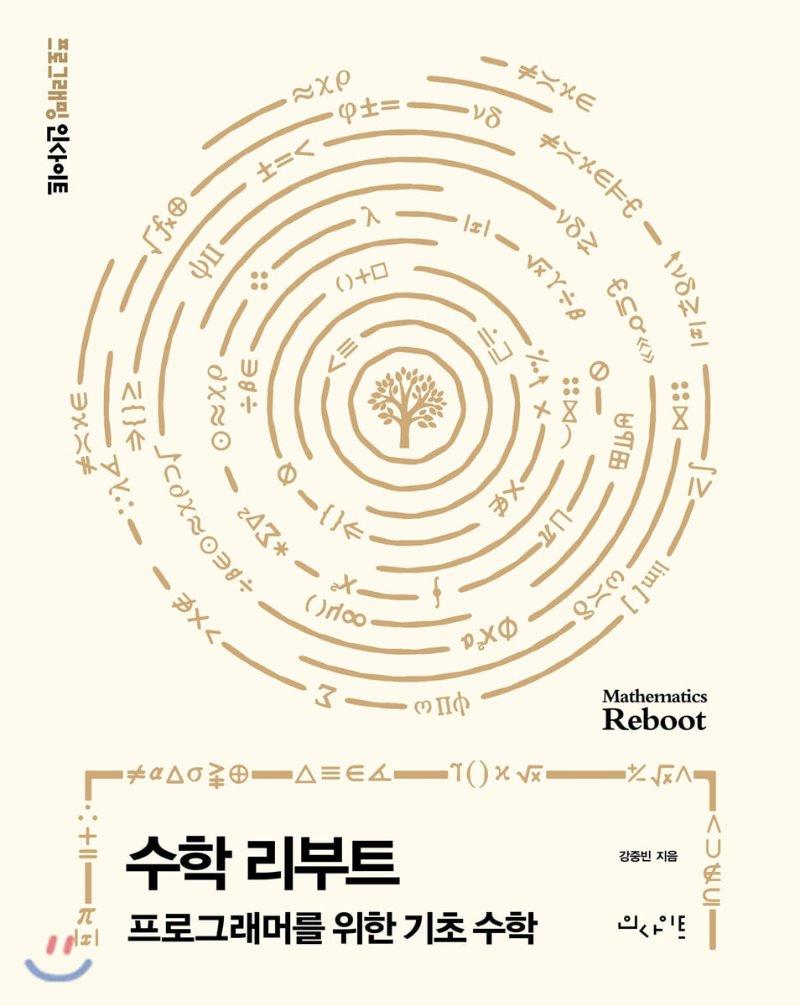 프로그래밍 인사이트
Mathematics
Reboot
수학 리부트
강중빈 지음
프로그래머를 위한 기초 수학
인사이트